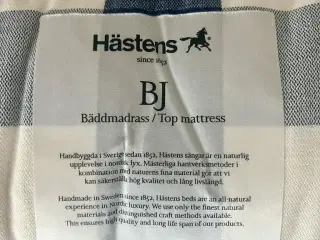 Hästens
since 1852
BJ
Bäddmadrass / Top mattress
Handbyggda i Sverige sedan 1852, Hästens sängar är en naturlig
upplevelse i nordisk lyx. Mästerliga hantverksmetoder i
kombination med naturens fina material gör att vi
kan säkerställa hög kvalitet och lång livslängd.
Handmade in Sweden since 1852, Hästens beds are an all-natural
experience in Nordic luxury. We use only the finest natural
materials and distinguished craft methods available.
This ensures high quality and long life span of our products.